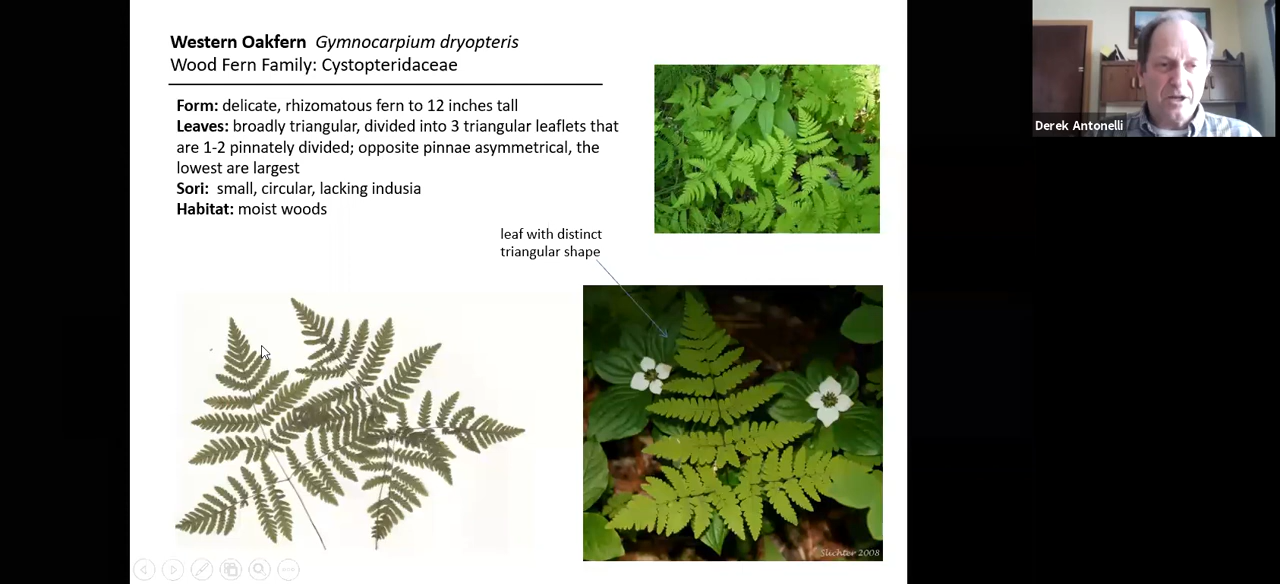 Western Oakfern Gymnocarpium dryopteris
Wood Fern Family: Cystopteridaceae
Form: delicate, rhizomatous fern to 12 inches tall
Leaves: broadly triangular, divided into 3 triangular leaflets that
are 1-2 pinnately divided; opposite pinnae asymmetrical, the
lowest are largest
Sori: small, circular, lacking indusia
Habitat: moist woods
leaf with distinct
triangular shape
Slichter 2008
Derek Antonelli